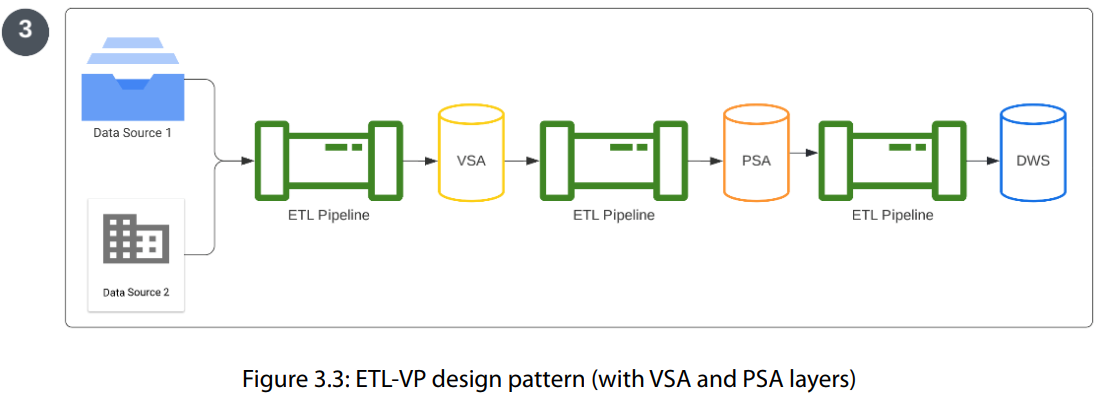 3
Data Source 1
Data Source 2
ETL Pipeline
VSA
ETL Pipeline
PSA
ETL Pipeline
DWS
Figure 3.3: ETL-VP design pattern (with VSA and PSA layers)